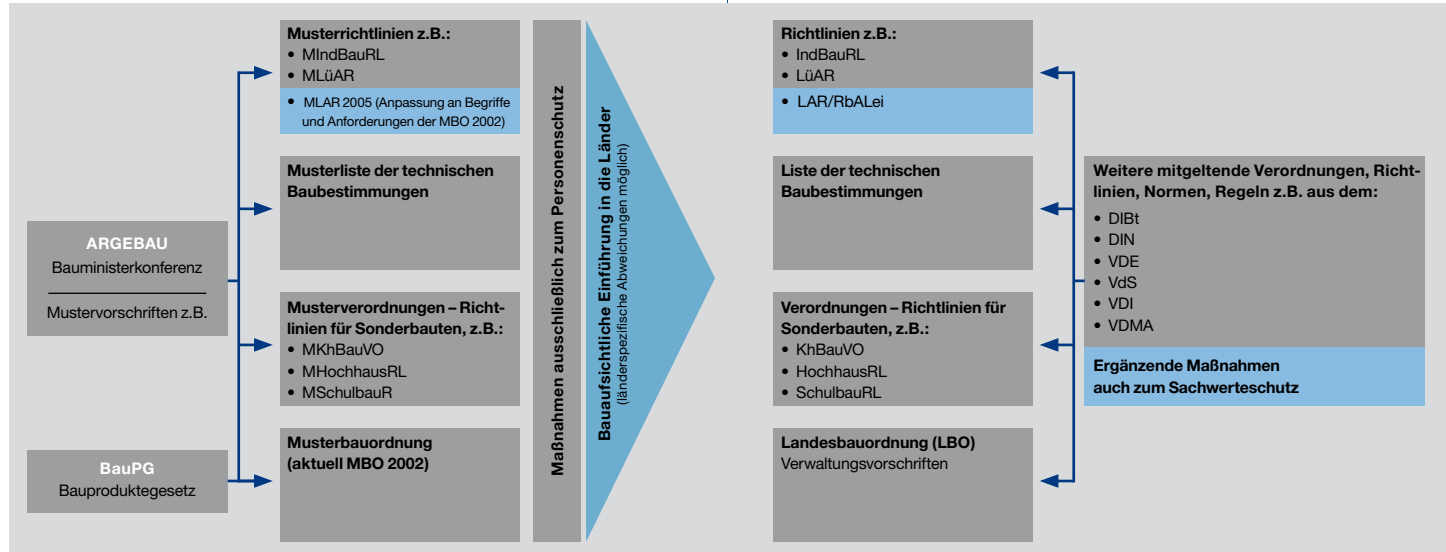 ARGEBAU
Bauministerkonferenz
Mustervorschriften z.B.
BauPG
Bauproduktegesetz
Musterrichtlinien z.B.:
• MIndBauRL
• MLüAR
• MLAR 2005 (Anpassung an Begriffe
und Anforderungen der MBO 2002)
Musterliste der technischen
Baubestimmungen
Musterverordnungen – Richt-
linien für Sonderbauten, z.B.:
• MKhBauVO
• MHochhausRL
• MSchulbauR
Musterbauordnung
(aktuell MBO 2002)
Maßnahmen ausschließlich zum Personenschutz
Bauaufsichtliche Einführung in die Länder
(länderspezifische Abweichungen möglich)
Richtlinien z.B.:
• IndBauRL
• LüAR
• LAR/RbALei
Liste der technischen
Baubestimmungen
Verordnungen – Richtlinien für
Sonderbauten, z.B.:
• KhBauVO
• HochhausRL
• SchulbauRL
Landesbauordnung (LBO)
Verwaltungsvorschriften
Weitere mitgeltende Verordnungen, Richt-
linien, Normen, Regeln z.B. aus dem:
• DIBt
• DIN
• VDE
• VdS
• VDI
• VDMA
Ergänzende Maßnahmen
auch zum Sachwerteschutz